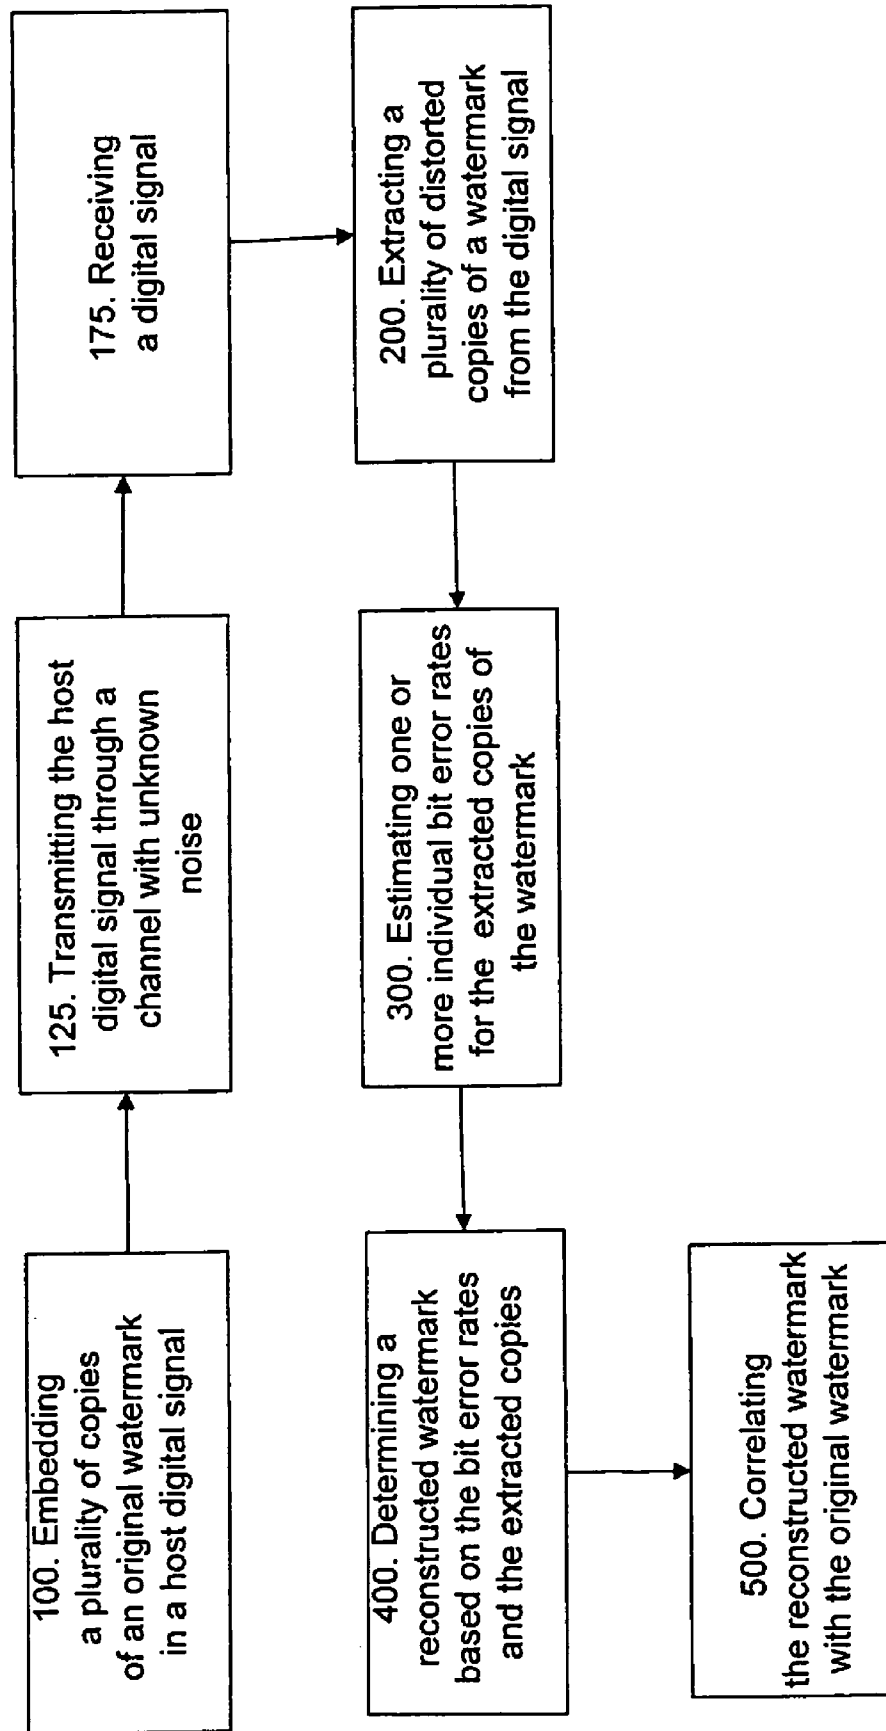 100. Embedding
a plurality of copies
of an original watermark
in a host digital signal
125. Transmitting the host
digital signal through a
channel with unknown
noise
175. Receiving
a digital signal
200. Extracting a
plurality of distorted
copies of a watermark
from the digital signal
300. Estimating one or
more individual bit error rates
for the extracted copies of
the watermark
400. Determining a
reconstructed watermark
based on the bit error rates
and the extracted copies
500. Correlating
the reconstructed watermark
with the original watermark